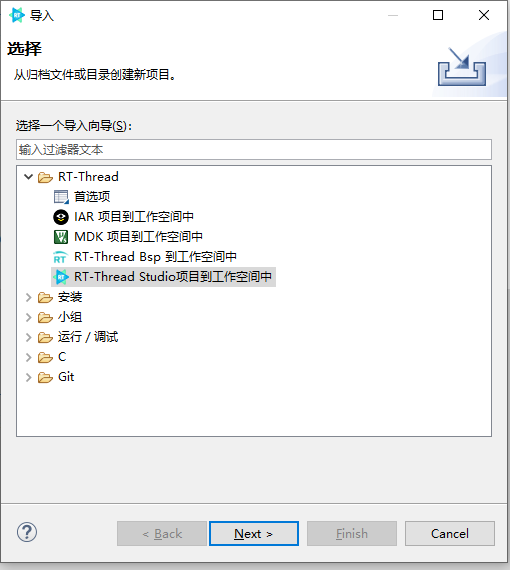 导入
选择
从归档文件或目录创建新项目。
选择一个导入向导(S):
输入过滤器文本
RT-Thread
首选项
IAR 项目到工作空间中
MDK 项目到工作空间中
RT-Thread Bsp 到工作空间中
RT-Thread Studio项目到工作空间中
安装
小组
运行 / 调试
C
Git
< Back Next > Finish Cancel